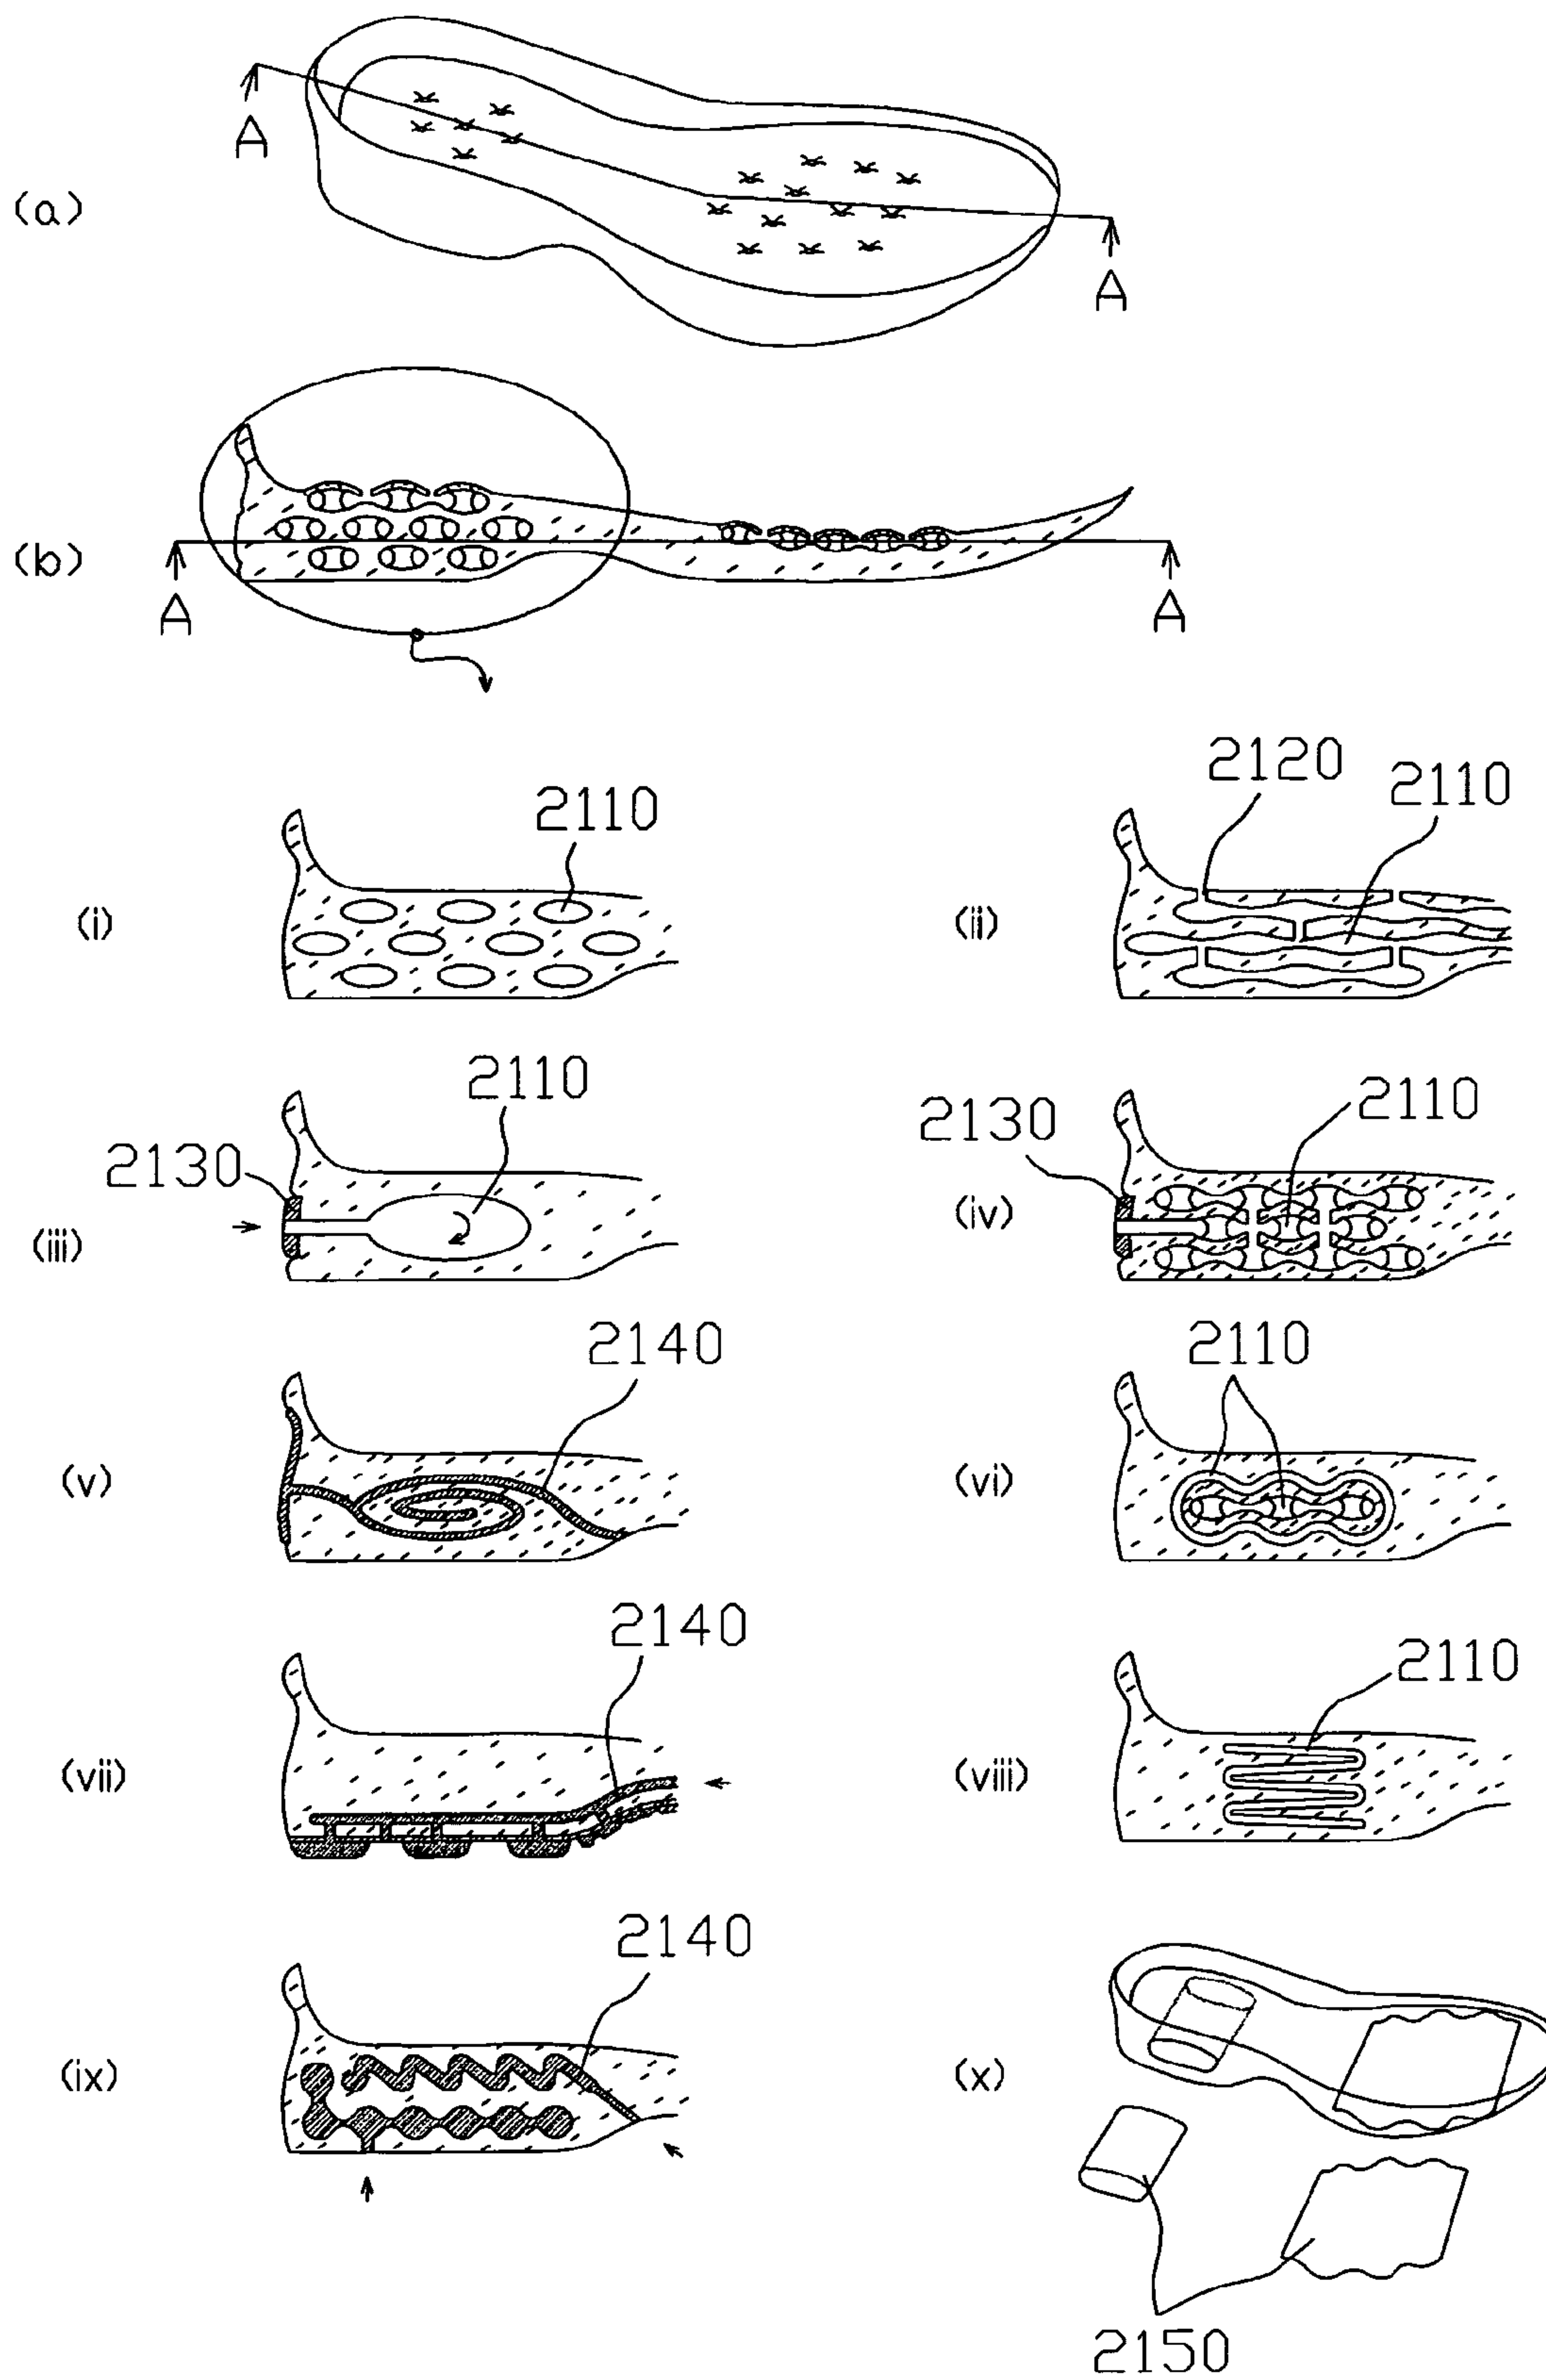 A
(a)
A
(b)
A
A
2120
2110
2110
(i)
(ii)
2110
2110
2130
2130
(iii)
(iv)
2140
2110
(v)
(vi)
2140
2110
(vii)
(viii)
2140
(ix)
(x)
2150